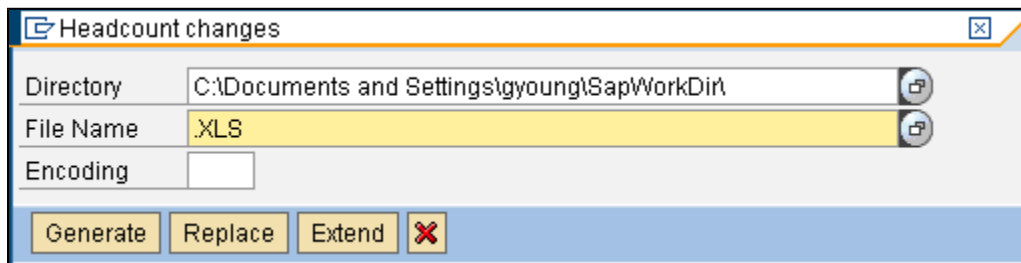 Headcount changes
Directory C:\Documents and Settings\gyoung\SapWorkDir\
File Name .XLS
Encoding
Generate Replace Extend